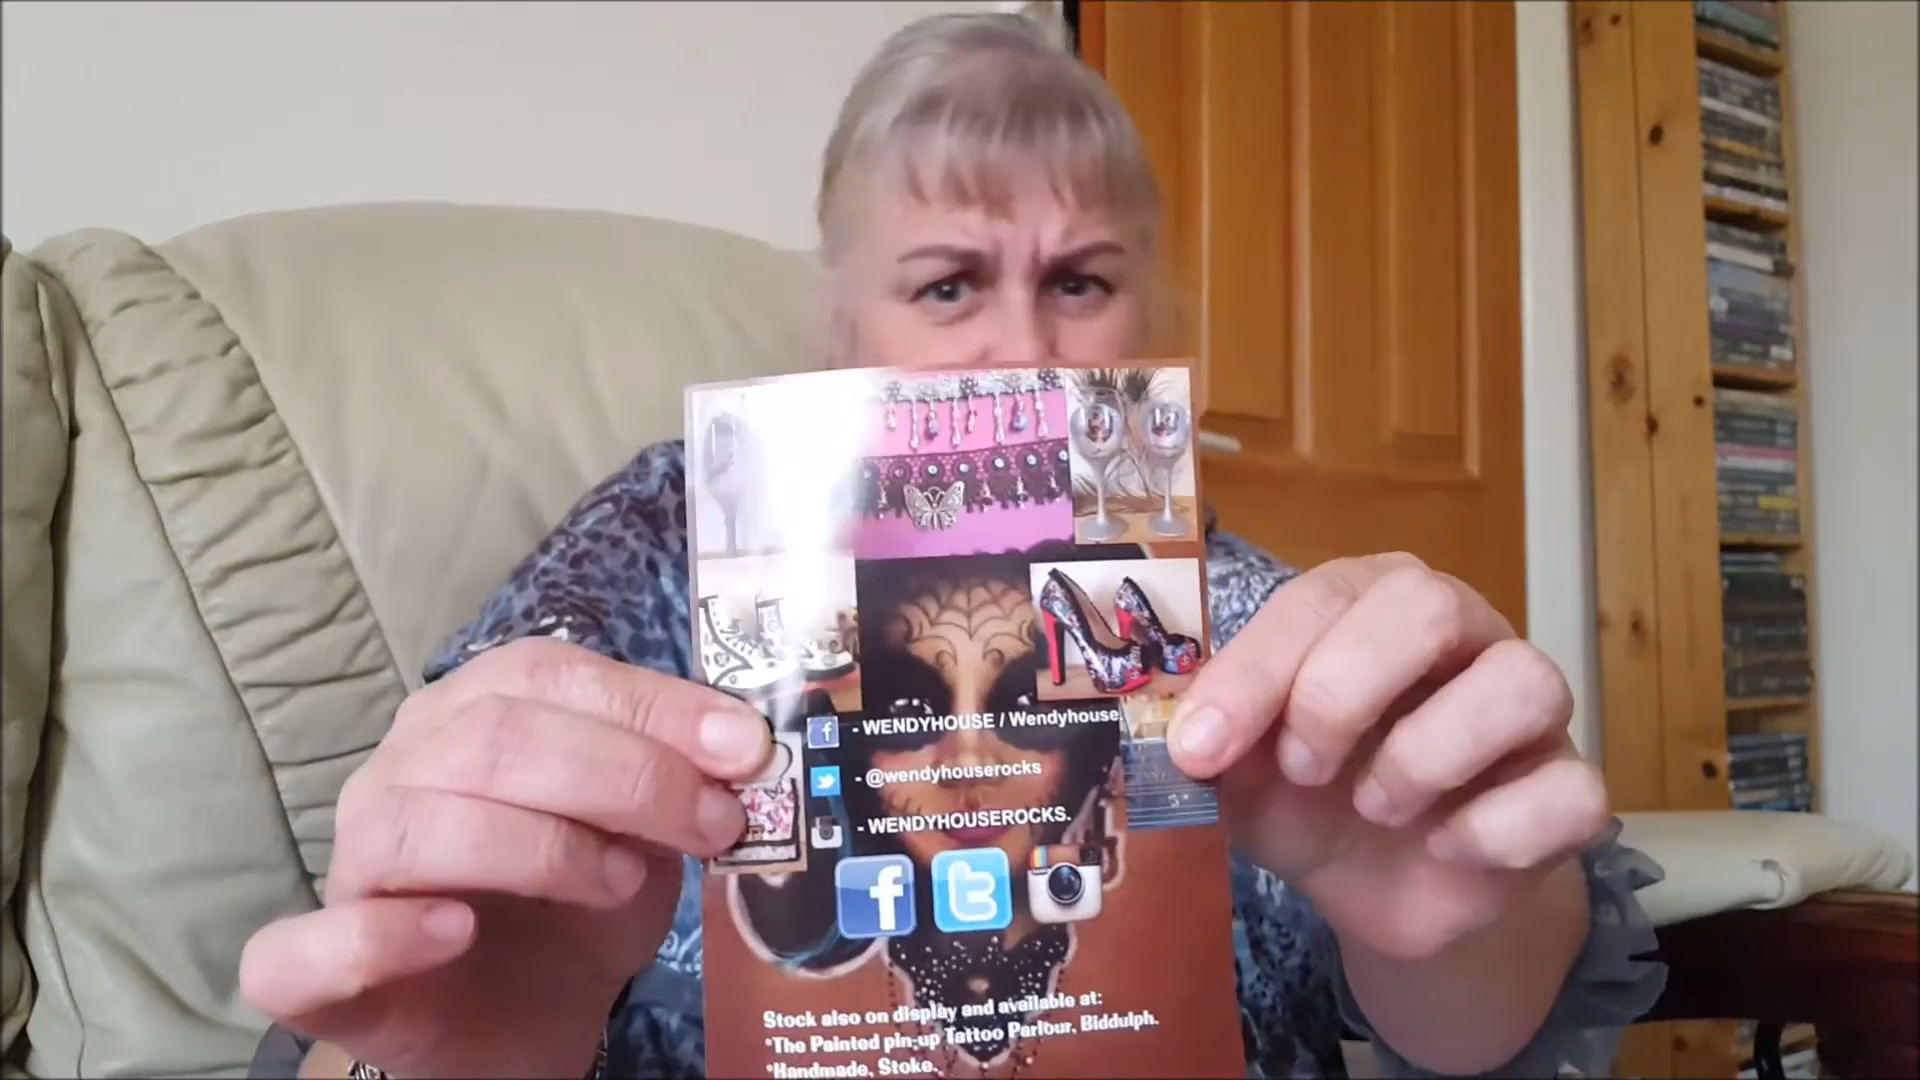 - WENDYHOUSE / Wendyhouse.
- @wendyhouserocks
- WENDYHOUSEROCKS.
Stock also on display and available at:
*The Painted pin-up Tattoo Parlour, Biddulph.
*Handmade, Stoke.